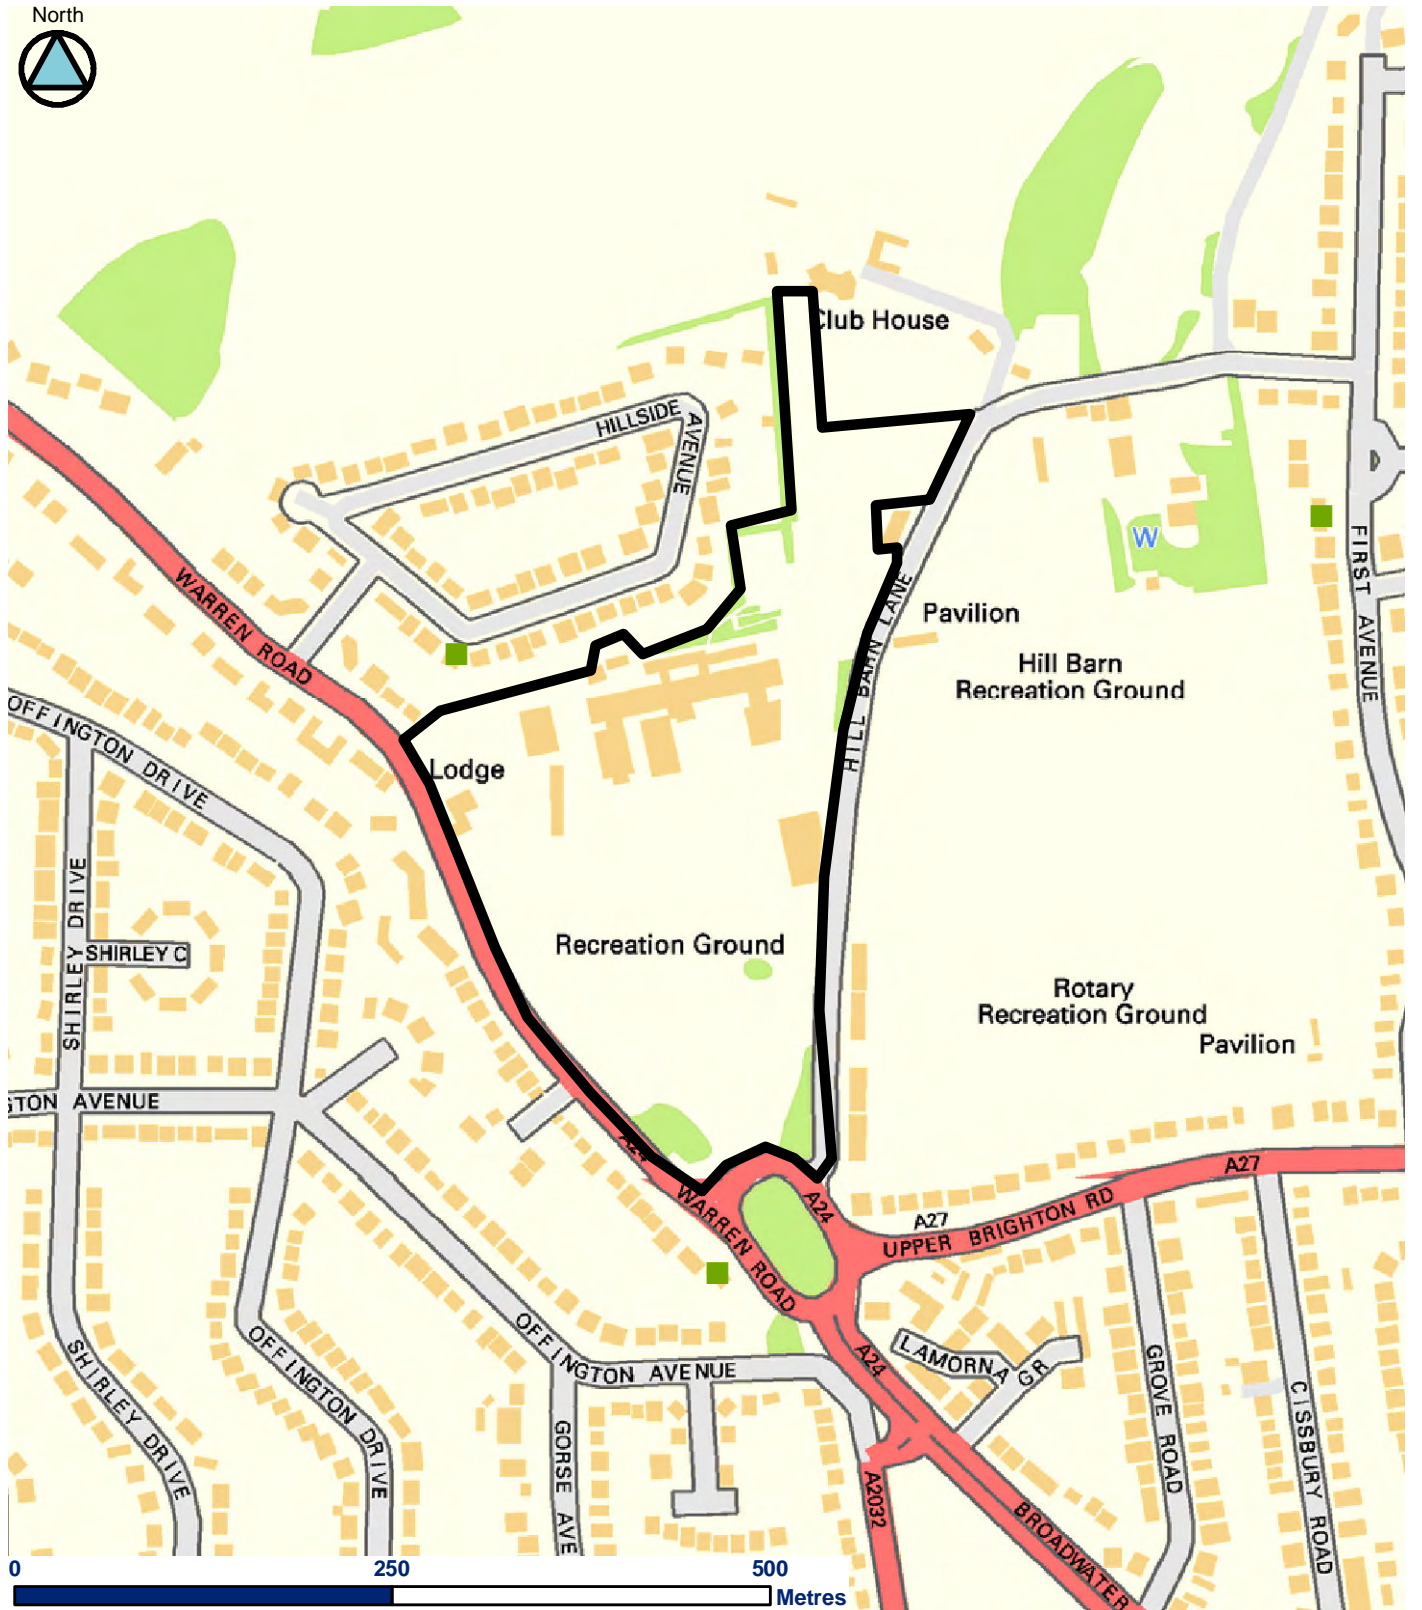 North
Club House
HILLSIDE
AVENUE
W
FIRST AVENUE
WARREN ROAD
HILL BARN LANE
Pavilion
Hill Barn
Recreation Ground
OFFINGTON DRIVE
Lodge
SHIRLEY DRIVE
SHIRLEY C
Recreation Ground
Rotary
Recreation Ground
Pavilion
TON AVENUE
A24
WARREN ROAD
A24
A27
A27
UPPER BRIGHTON RD
OFFINGTON AVENUE
LAMORNA GR
A24
SHIRLEY DRIVE
OFFINGTON DRIVE
GORSE AVE
GROVE ROAD
CISSBURY ROAD
A2032
BROADWATER
0 250 500
Metres